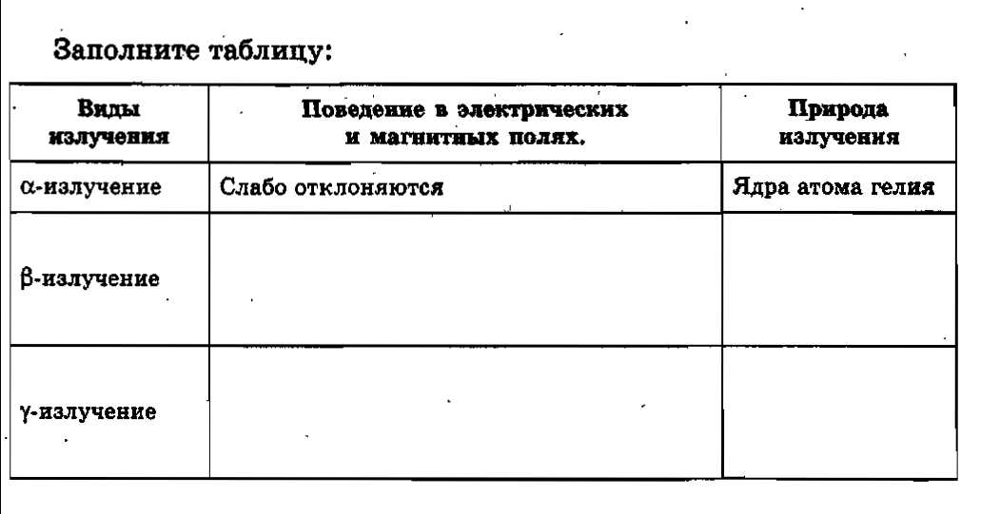 Заполните таблицу:
Виды
излучения
Поведение в электрических
и магнитных полях.
Природа
излучения
α-излучение
Слабо отклоняются
Ядра атома гелия
β-излучение
γ-излучение